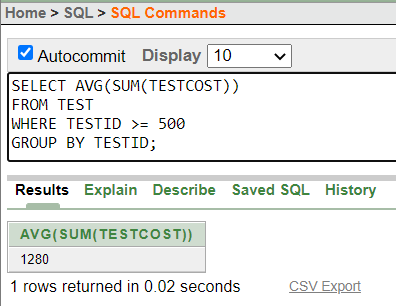 Home > SQL > SQL Commands
Autocommit Display 10
SELECT AVG(SUM(TESTCOST))
FROM TEST
WHERE TESTID >= 500
GROUP BY TESTID;
Results Explain Describe Saved SQL History
AVG(SUM(TESTCOST))
1280
1 rows returned in 0.02 seconds CSV Export